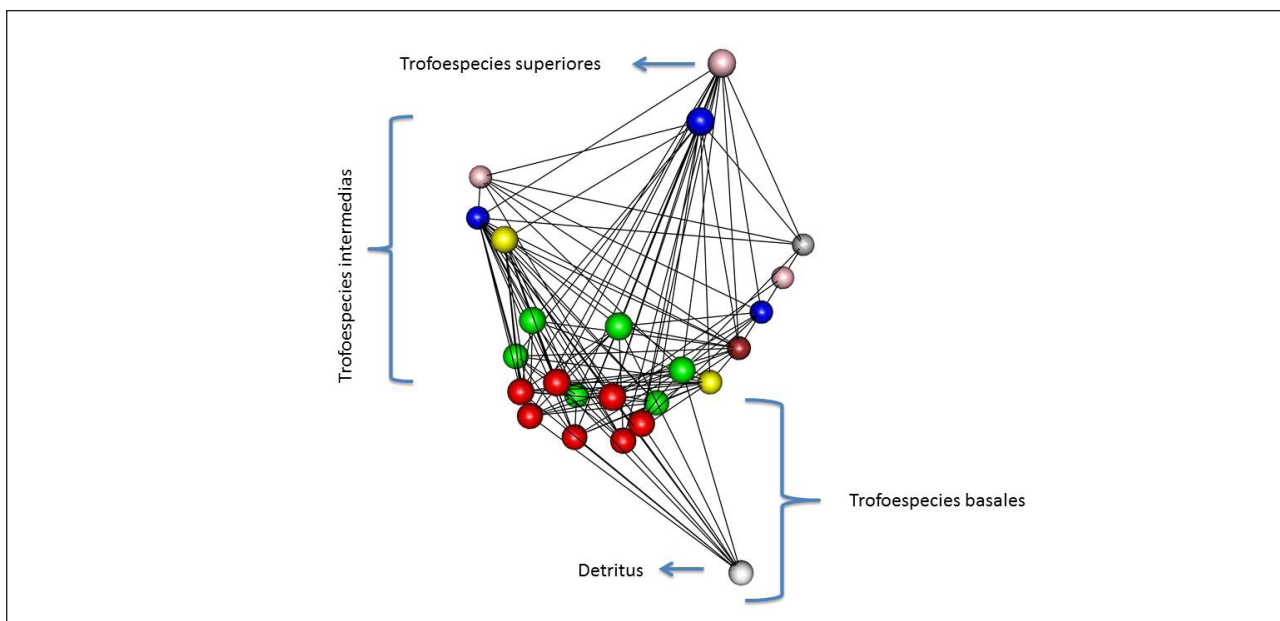 Trofoespecies superiores
Trofoespecies intermedias
Trofoespecies basales
Detritus